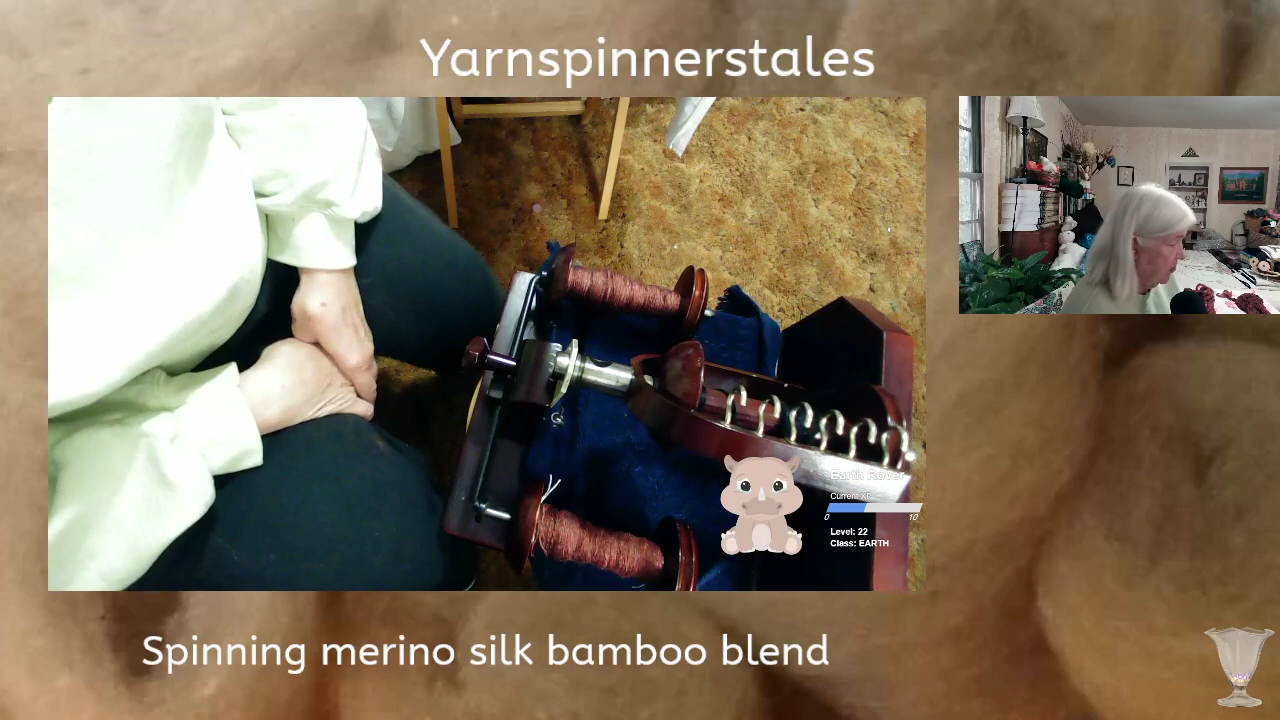 Yarnspinnerstales
Earth Rover
Current XP
0 10
Level: 22
Class: EARTH
Spinning merino silk bamboo blend